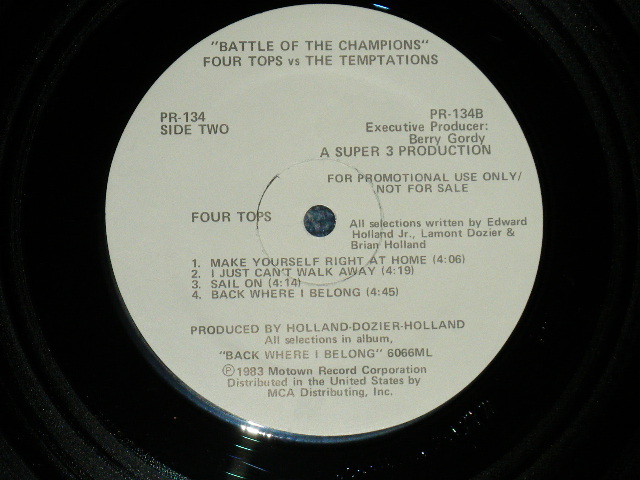 "BATTLE OF THE CHAMPIONS"
FOUR TOPS vs THE TEMPTATIONS
PR-134
SIDE TWO
PR-134B
Executive Producer:
Berry Gordy
A SUPER 3 PRODUCTION
FOR PROMOTIONAL USE ONLY/
NOT FOR SALE
FOUR TOPS
All selections written by Edward
Holland Jr., Lamont Dozier &
Brian Holland
1. MAKE YOURSELF RIGHT AT HOME (4:06)
2. I JUST CAN'T WALK AWAY (4:19)
3. SAIL ON (4:14)
4. BACK WHERE I BELONG (4:45)
PRODUCED BY HOLLAND-DOZIER-HOLLAND
All selections in album,
"BACK WHERE I BELONG" 6066ML
Ⓟ1983 Motown Record Corporation
Distributed in the United States by
MCA Distributing, Inc.